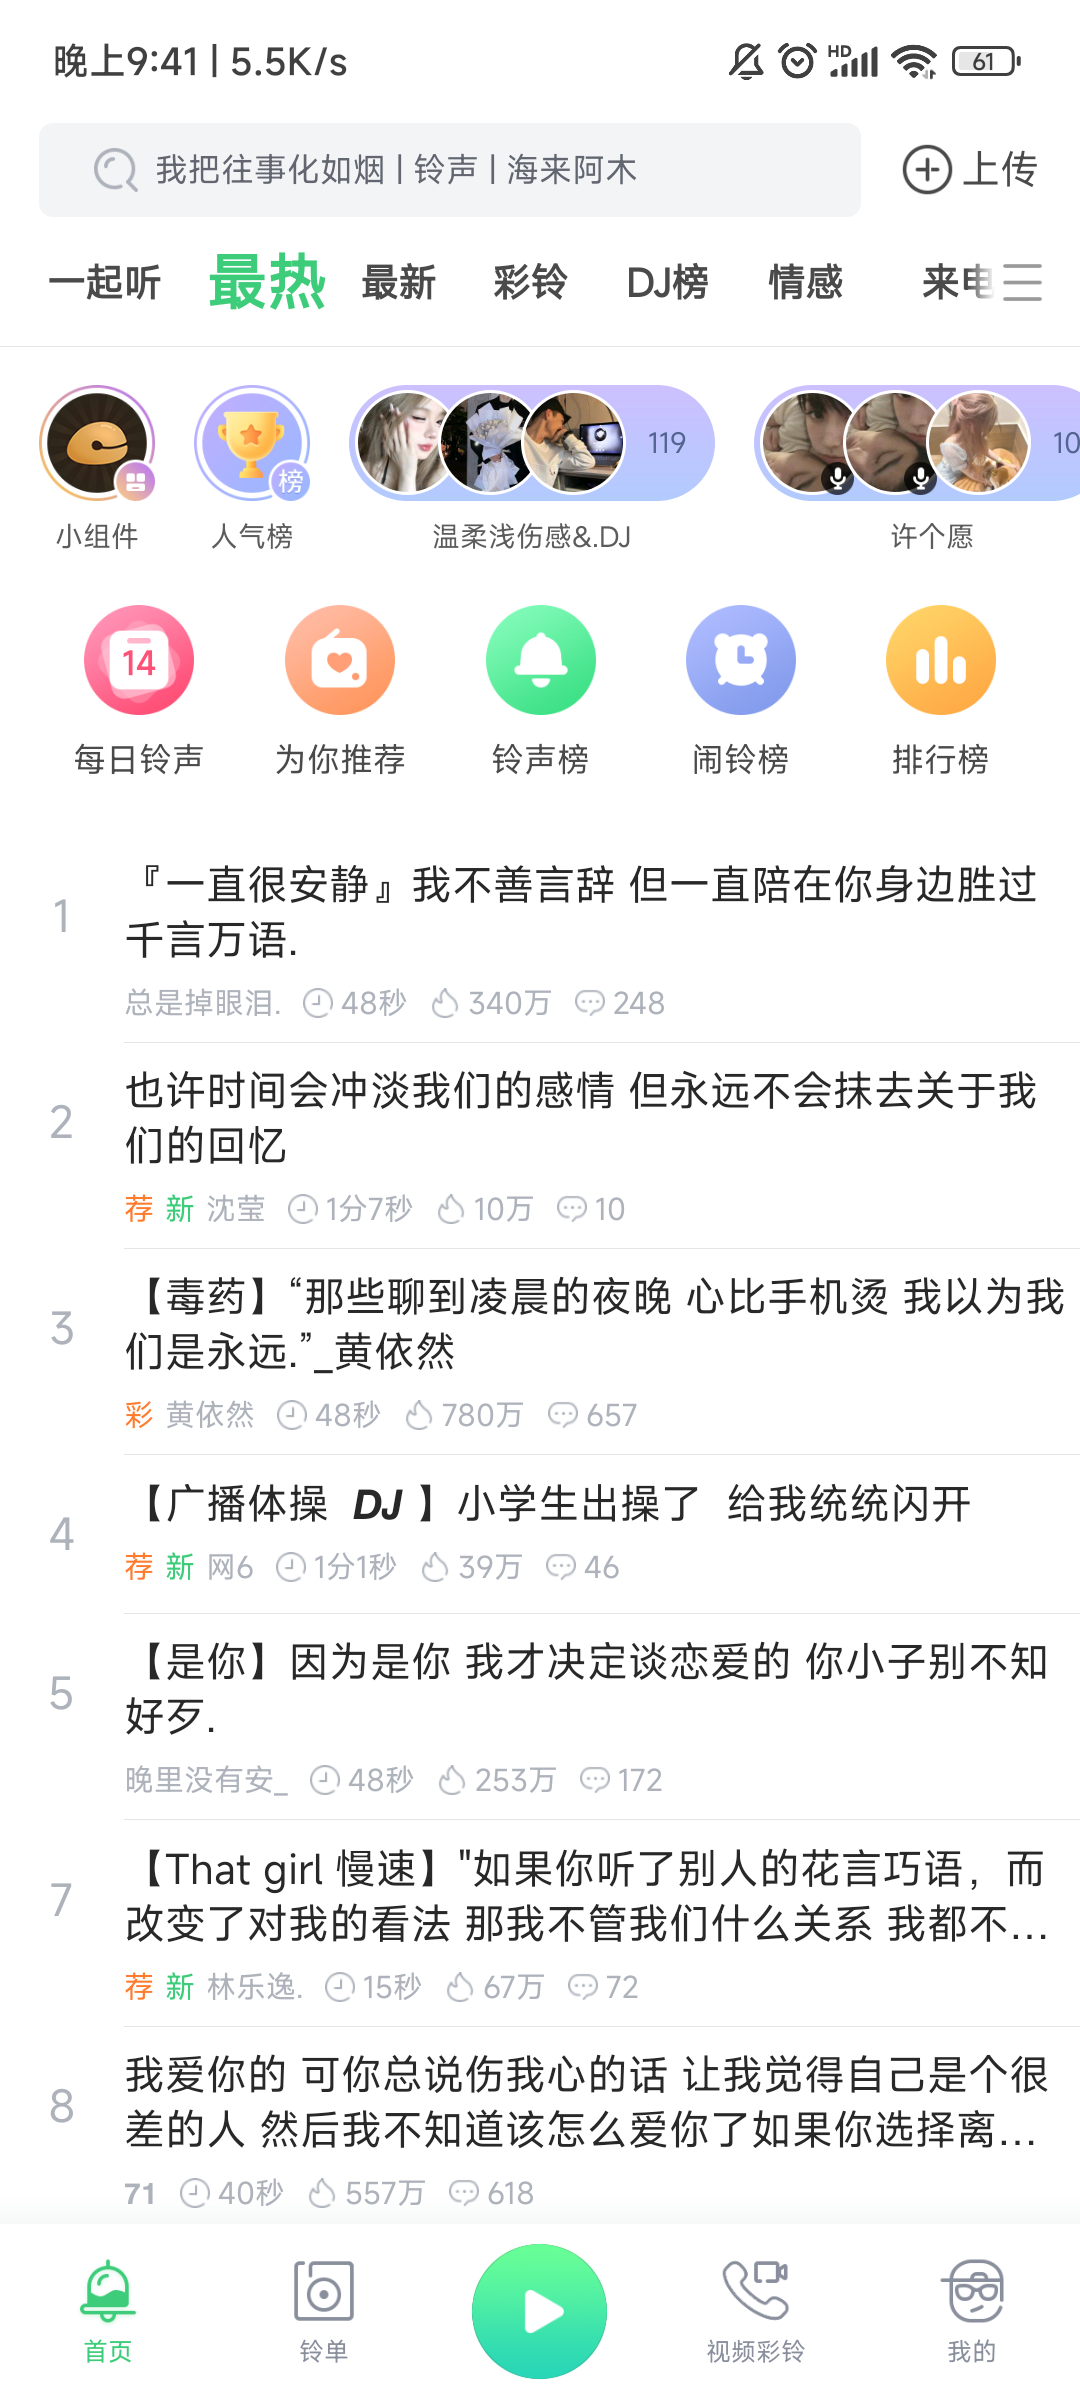 晚上9:41 | 5.5K/s
HD
61
我把往事化如烟 | 铃声 | 海来阿木
上传
一起听 最热 最新 彩铃 DJ榜 情感 来电
榜
119
10
小组件 人气榜 温柔浅伤感&.DJ 许个愿
14
每日铃声 为你推荐 铃声榜 闹铃榜 排行榜
1
『一直很安静』我不善言辞 但一直陪在你身边胜过
千言万语.
总是掉眼泪. 48秒 340万 248
2
也许时间会冲淡我们的感情 但永远不会抹去关于我
们的回忆
荐 新 沈莹 1分7秒 10万 10
3
【毒药】“那些聊到凌晨的夜晚 心比手机烫 我以为我
们是永远.”_黄依然
彩 黄依然 48秒 780万 657
4
【广播体操 DJ 】小学生出操了 给我统统闪开
荐 新 网6 1分1秒 39万 46
5
【是你】因为是你 我才决定谈恋爱的 你小子别不知
好歹.
晚里没有安_ 48秒 253万 172
7
【That girl 慢速】"如果你听了别人的花言巧语，而
改变了对我的看法 那我不管我们什么关系 我都不...
荐 新 林乐逸. 15秒 67万 72
8
我爱你的 可你总说伤我心的话 让我觉得自己是个很
差的人 然后我不知道该怎么爱你了如果你选择离...
71 40秒 557万 618
首页 铃单 视频彩铃 我的